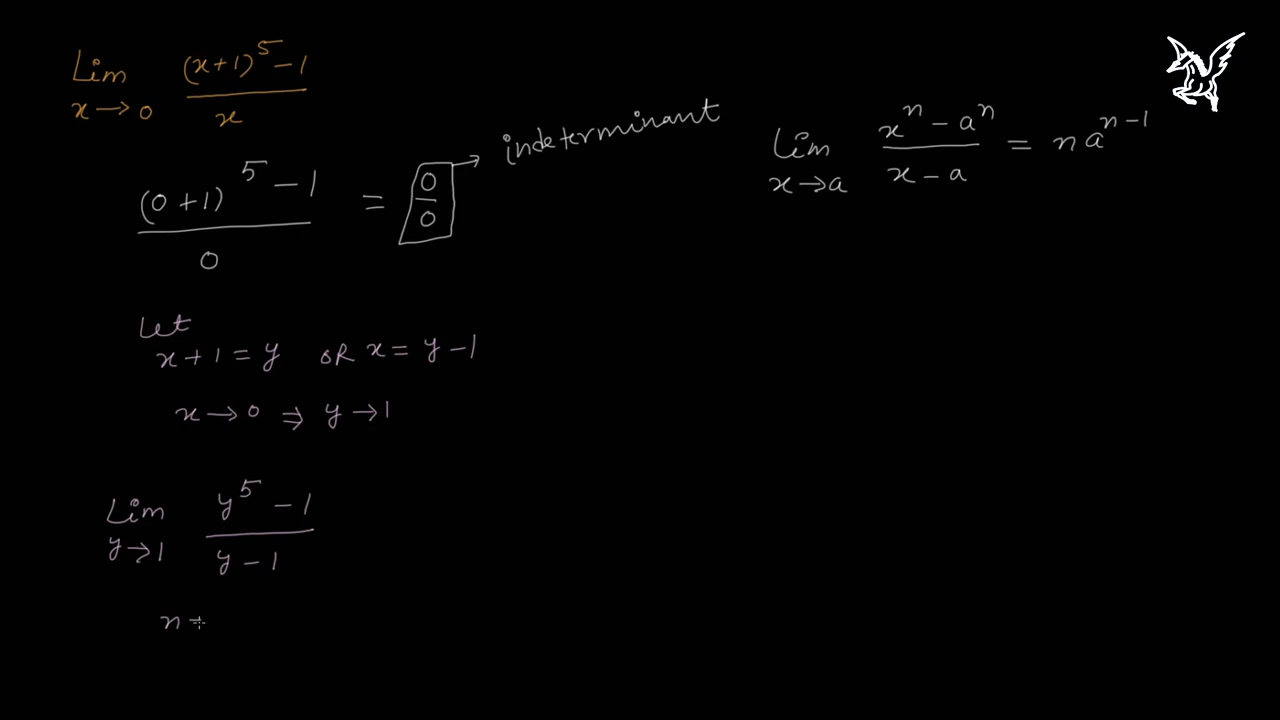 Lim x→0 ((x+1)^5 - 1)/x
((0+1)^5 - 1)/0 = 0/0 → indeterminant
Lim x→a (x^n - a^n)/(x - a) = n a^(n-1)
Let
x + 1 = y OR x = y - 1
x → 0 ⇒ y → 1
Lim y→1 (y^5 - 1)/(y - 1)
n =